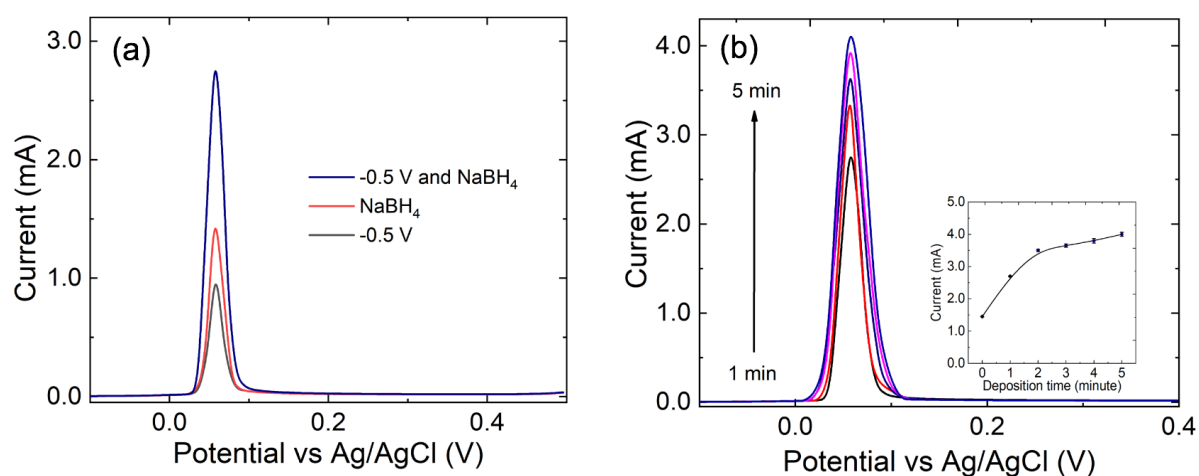 (a)
3.0
2.0
1.0
0.0
Current (mA)
-0.5 V and NaBH4
NaBH4
-0.5 V
0.0 0.4
Potential vs Ag/AgCl (V)
(b)
4.0
3.0
2.0
1.0
0.0
Current (mA)
5 min
1 min
0.0 0.2 0.4
Potential vs Ag/AgCl (V)
5.0
4.0
3.0
2.0
1.0
0.0
Current (mA)
0 1 2 3 4 5
Deposition time (minute)